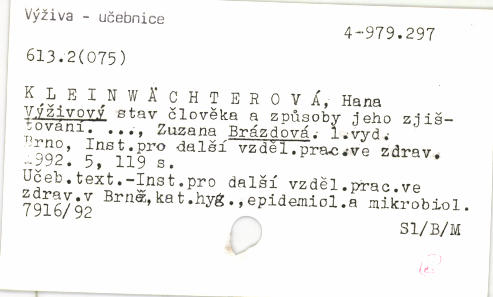 Výživa - učebnice
4-979.297
613.2(075)
K L E I N W Ä C H T E R O V Á, Hana
Výživový stav člověka a způsoby jeho zjiš-
ťování. ..., Zuzana Brázdová. 1.vyd.
Brno, Inst.pro další vzděl.prac.ve zdrav.
1992. 5, 119 s.
Učeb.text.-Inst.pro další vzděl.prac.ve
zdrav.v Brně,kat.hyg.,epidemiol.a mikrobiol.
7916/92
Sl/B/M